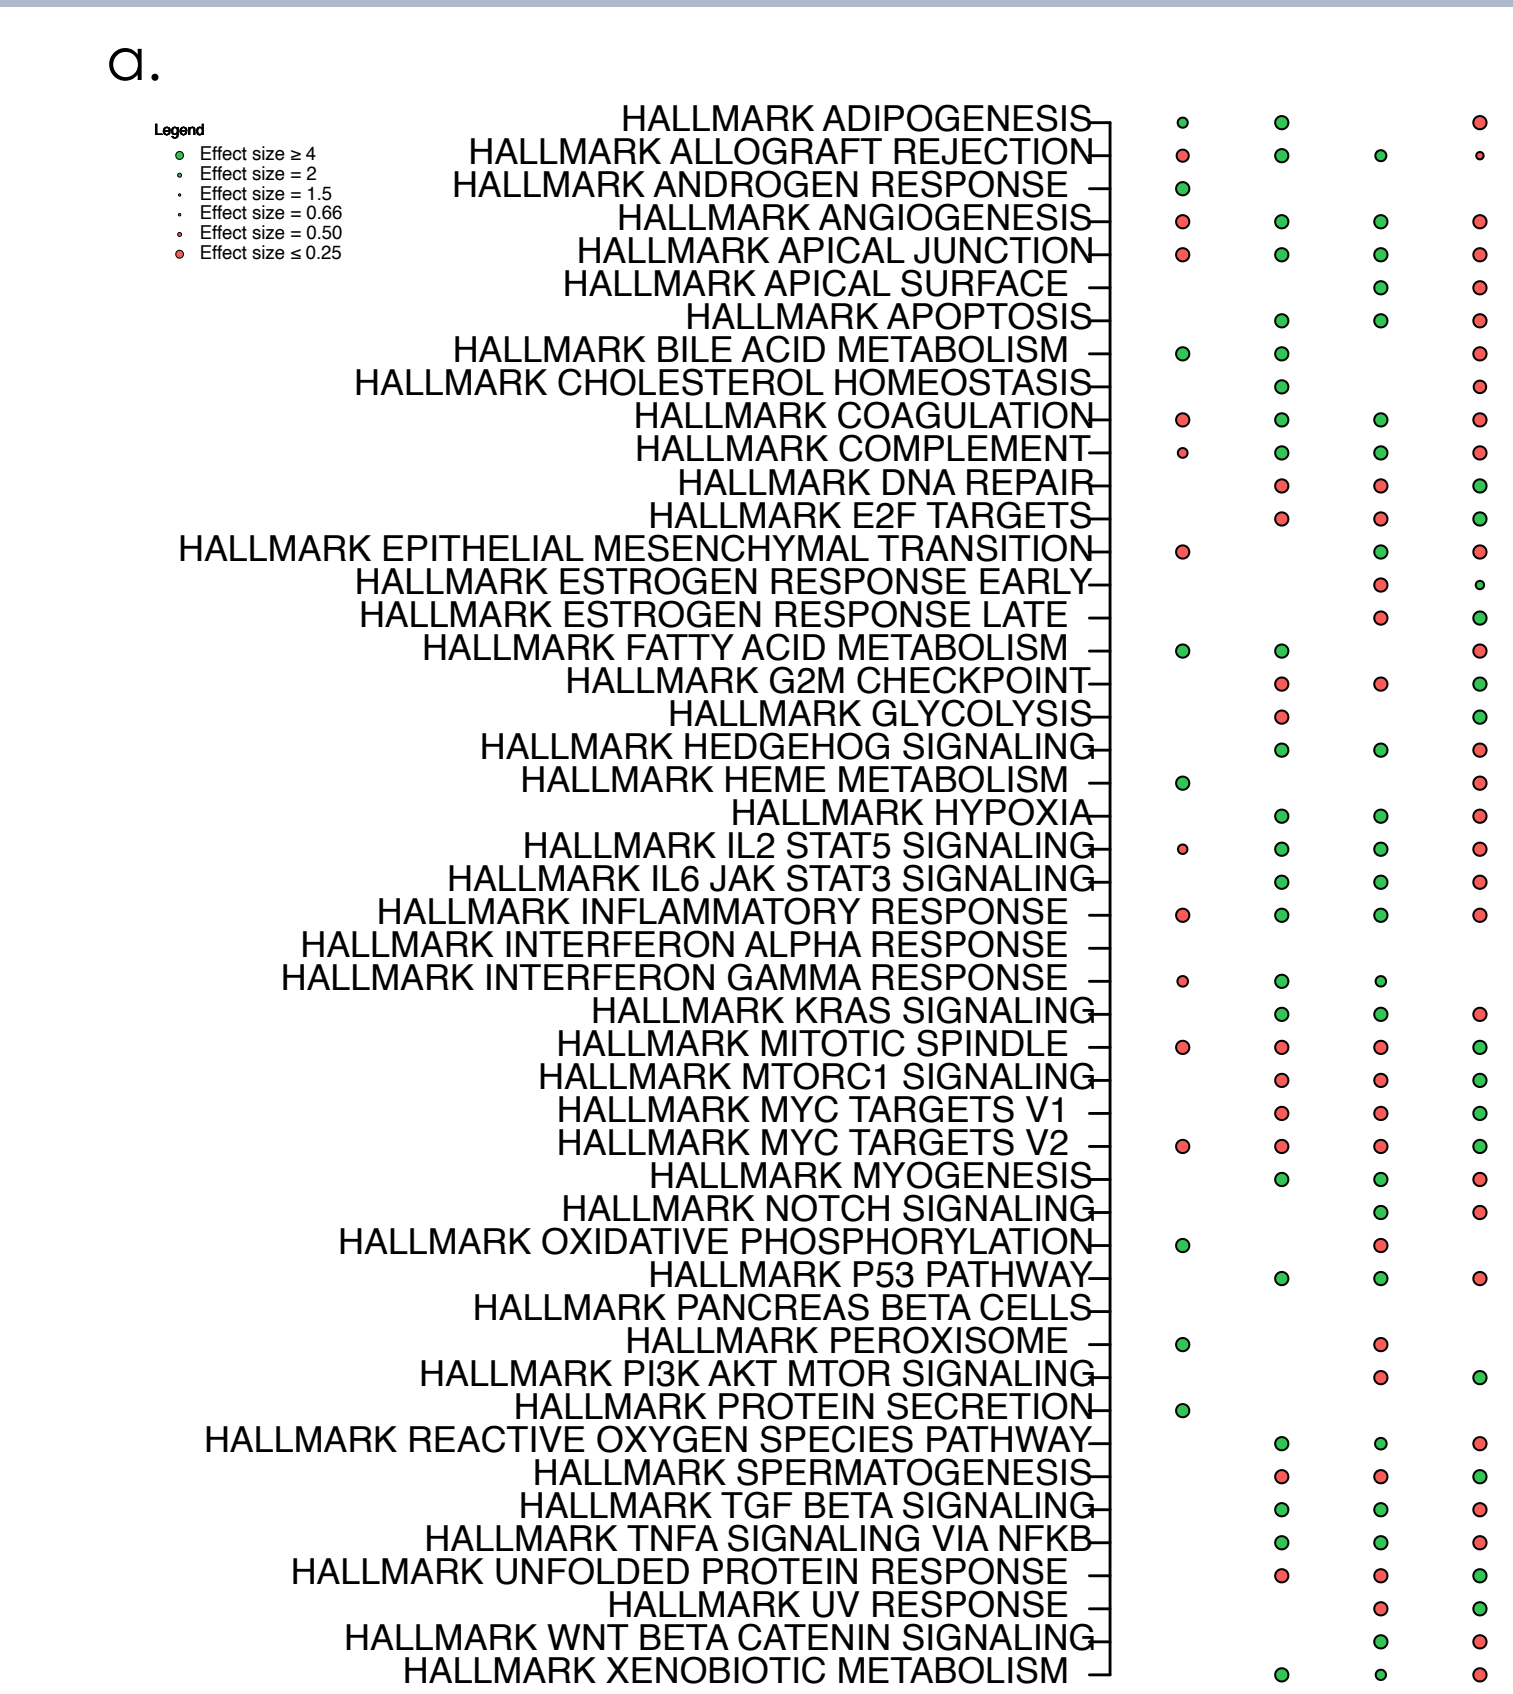 a.
Legend
Effect size ≥ 4
Effect size = 2
Effect size = 1.5
Effect size = 0.66
Effect size = 0.50
Effect size ≤ 0.25
HALLMARK ADIPOGENESIS
HALLMARK ALLOGRAFT REJECTION
HALLMARK ANDROGEN RESPONSE
HALLMARK ANGIOGENESIS
HALLMARK APICAL JUNCTION
HALLMARK APICAL SURFACE
HALLMARK APOPTOSIS
HALLMARK BILE ACID METABOLISM
HALLMARK CHOLESTEROL HOMEOSTASIS
HALLMARK COAGULATION
HALLMARK COMPLEMENT
HALLMARK DNA REPAIR
HALLMARK E2F TARGETS
HALLMARK EPITHELIAL MESENCHYMAL TRANSITION
HALLMARK ESTROGEN RESPONSE EARLY
HALLMARK ESTROGEN RESPONSE LATE
HALLMARK FATTY ACID METABOLISM
HALLMARK G2M CHECKPOINT
HALLMARK GLYCOLYSIS
HALLMARK HEDGEHOG SIGNALING
HALLMARK HEME METABOLISM
HALLMARK HYPOXIA
HALLMARK IL2 STAT5 SIGNALING
HALLMARK IL6 JAK STAT3 SIGNALING
HALLMARK INFLAMMATORY RESPONSE
HALLMARK INTERFERON ALPHA RESPONSE
HALLMARK INTERFERON GAMMA RESPONSE
HALLMARK KRAS SIGNALING
HALLMARK MITOTIC SPINDLE
HALLMARK MTORC1 SIGNALING
HALLMARK MYC TARGETS V1
HALLMARK MYC TARGETS V2
HALLMARK MYOGENESIS
HALLMARK NOTCH SIGNALING
HALLMARK OXIDATIVE PHOSPHORYLATION
HALLMARK P53 PATHWAY
HALLMARK PANCREAS BETA CELLS
HALLMARK PEROXISOME
HALLMARK PI3K AKT MTOR SIGNALING
HALLMARK PROTEIN SECRETION
HALLMARK REACTIVE OXYGEN SPECIES PATHWAY
HALLMARK SPERMATOGENESIS
HALLMARK TGF BETA SIGNALING
HALLMARK TNFA SIGNALING VIA NFKB
HALLMARK UNFOLDED PROTEIN RESPONSE
HALLMARK UV RESPONSE
HALLMARK WNT BETA CATENIN SIGNALING
HALLMARK XENOBIOTIC METABOLISM